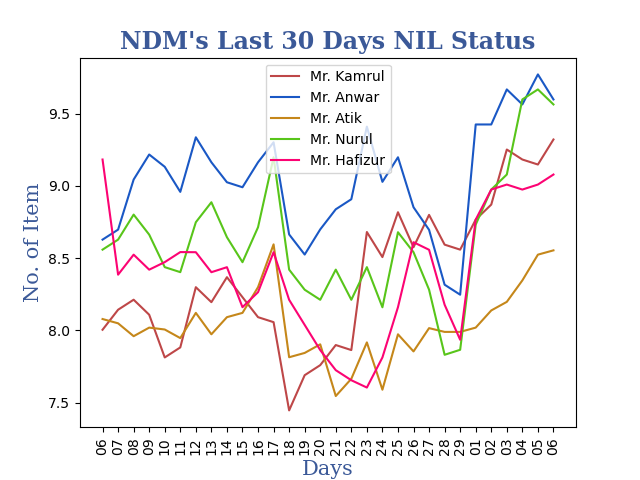 NDM's Last 30 Days NIL Status
Mr. Kamrul
Mr. Anwar
Mr. Atik
Mr. Nurul
Mr. Hafizur
No. of Item
9.5
9.0
8.5
8.0
7.5
06 07 08 09 10 11 12 13 14 15 16 17 18 19 20 21 22 23 24 25 26 27 28 29 01 02 03 04 05 06
Days